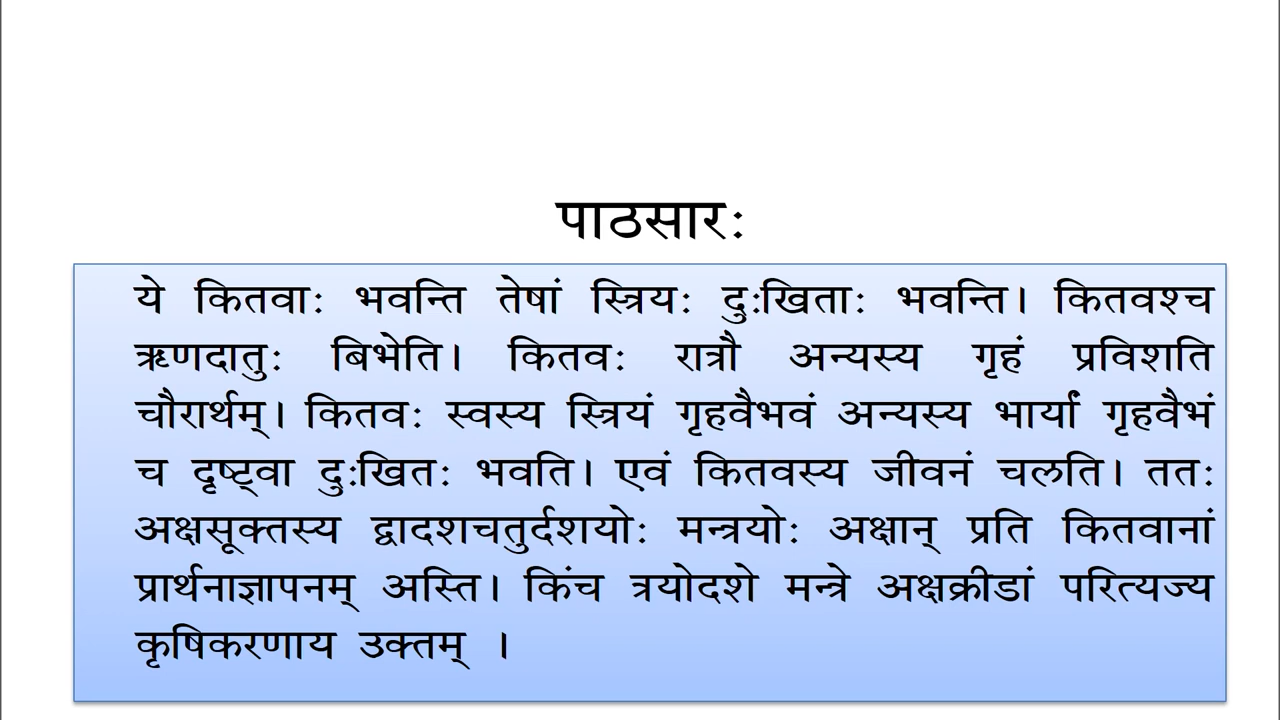 पाठसारः
ये कितवाः भवन्ति तेषां स्त्रियः दुःखिताः भवन्ति। कितवश्च
ऋणदातुः बिभेति। कितवः रात्रौ अन्यस्य गृहं प्रविशति
चौरार्थम्। कितवः स्वस्य स्त्रियं गृहवैभवं अन्यस्य भार्यां गृहवैभं
च दृष्ट्वा दुःखितः भवति। एवं कितवस्य जीवनं चलति। ततः
अक्षसूक्तस्य द्वादशचतुर्दशयोः मन्त्रयोः अक्षान् प्रति कितवानां
प्रार्थनाज्ञापनम् अस्ति। किंच त्रयोदशे मन्त्रे अक्षक्रीडां परित्यज्य
कृषिकरणाय उक्तम् ।